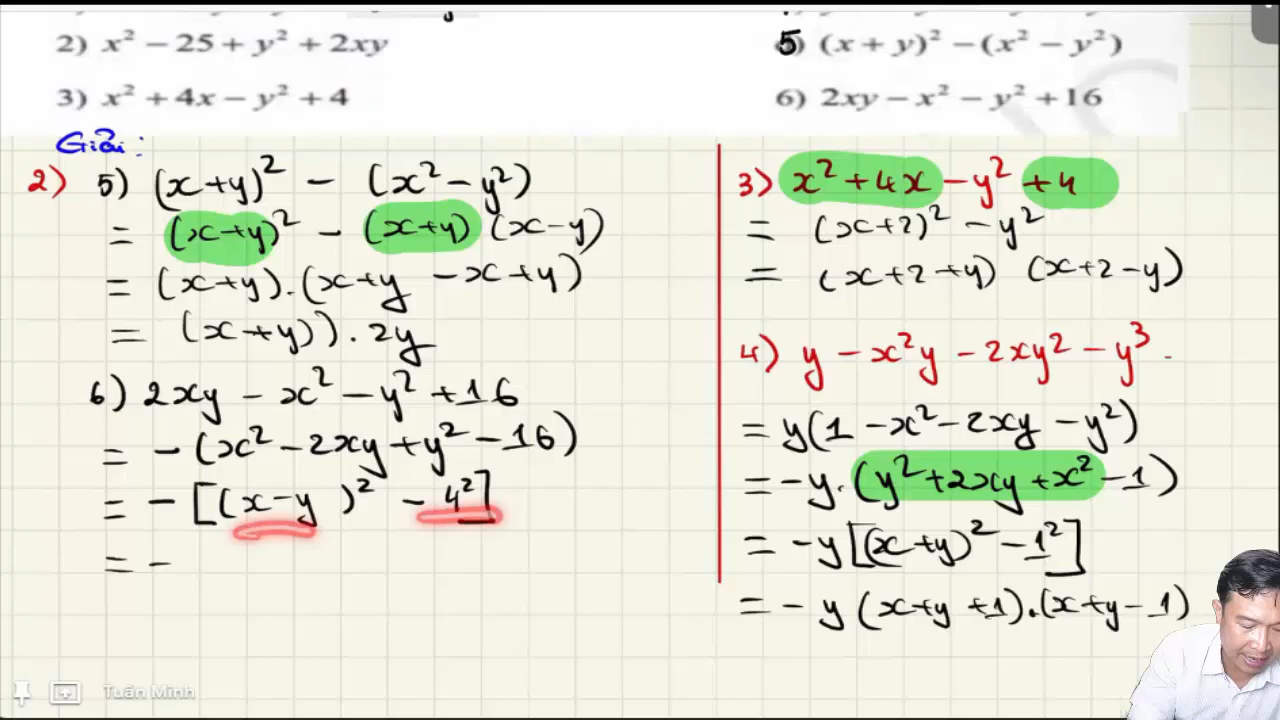 2) x² − 25 + y² + 2xy
3) x² + 4x − y² + 4
5) (x + y)² − (x² − y²)
6) 2xy − x² − y² + 16
Giải:
2) 5) (x+y)² − (x² − y²)
= (x+y)² − (x+y) (x−y)
= (x+y).(x+y − x+y)
= (x+y)). 2y
6) 2xy − x² − y² + 16
= − (x² − 2xy + y² − 16)
= − [(x−y)² − 4²]
= −
3) x² + 4x − y² + 4
= (x+2)² − y²
= (x+2+y) (x+2−y)
4) y − x²y − 2xy² − y³
= y(1 − x² − 2xy − y²)
= −y.(y² + 2xy + x² − 1)
= −y[(x+y)² − 1²]
= − y (x+y+1).(x+y−1)
Tuấn Minh